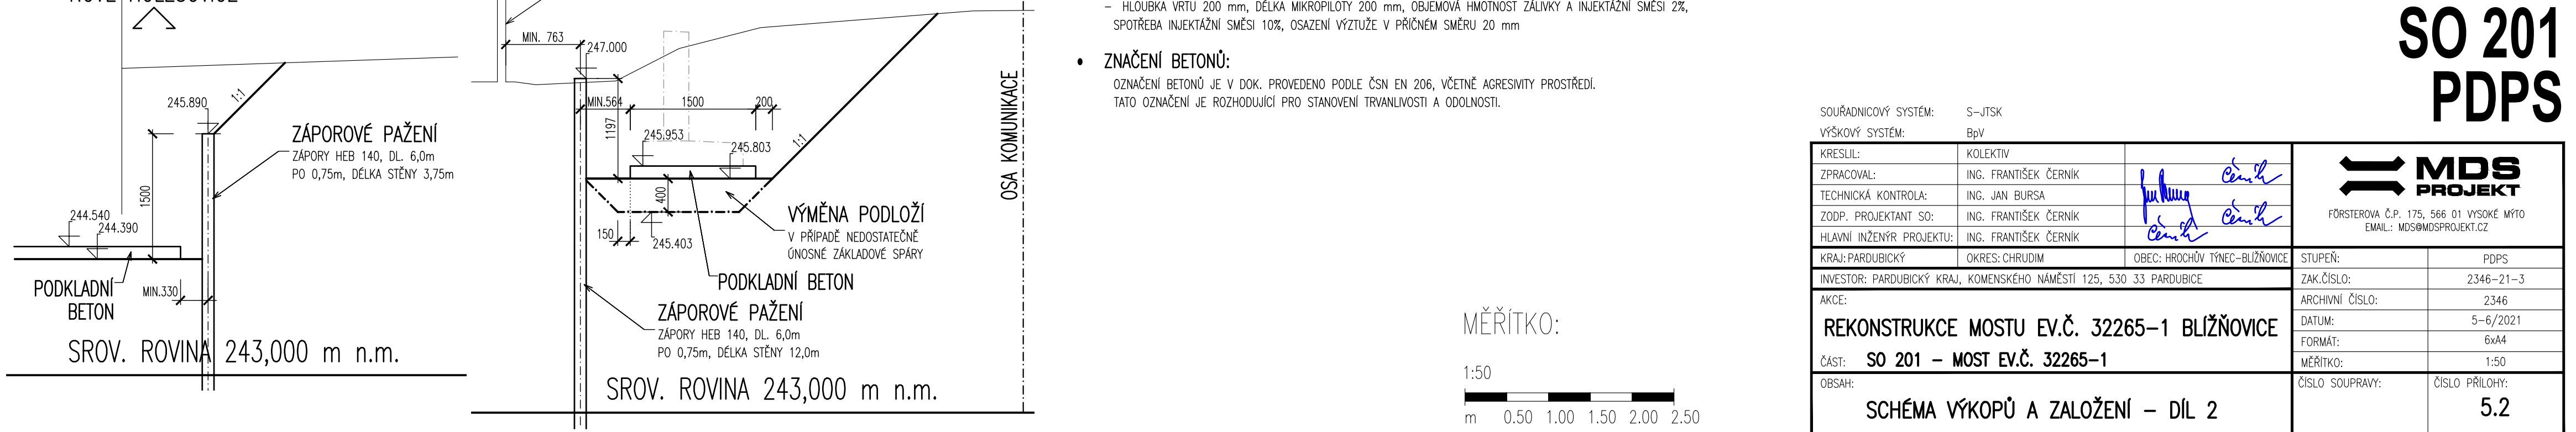 245.890
1:1
ZÁPOROVÉ PAŽENÍ
ZÁPORY HEB 140, DL. 6,0m
PO 0,75m, DÉLKA STĚNY 3,75m
1500
244.540
244.390
PODKLADNÍ
BETON
MIN.330
SROV. ROVINA 243,000 m n.m.
MIN. 763
247.000
MIN.564
1500
200
1197
245.953
245.803
1:1
400
150
245.403
VÝMĚNA PODLOŽÍ
V PŘÍPADĚ NEDOSTATEČNĚ
ÚNOSNÉ ZÁKLADOVÉ SPÁRY
PODKLADNÍ BETON
ZÁPOROVÉ PAŽENÍ
ZÁPORY HEB 140, DL. 6,0m
PO 0,75m, DÉLKA STĚNY 12,0m
SROV. ROVINA 243,000 m n.m.
OSA KOMUNIKACE
- HLOUBKA VRTU 200 mm, DÉLKA MIKROPILOTY 200 mm, OBJEMOVÁ HMOTNOST ZÁLIVKY A INJEKTÁŽNÍ SMĚSI 2%,
SPOTŘEBA INJEKTÁŽNÍ SMĚSI 10%, OSAZENÍ VÝZTUŽE V PŘÍČNÉM SMĚRU 20 mm
• ZNAČENÍ BETONŮ:
OZNAČENÍ BETONŮ JE V DOK. PROVEDENO PODLE ČSN EN 206, VČETNĚ AGRESIVITY PROSTŘEDÍ.
TATO OZNAČENÍ JE ROZHODUJÍCÍ PRO STANOVENÍ TRVANLIVOSTI A ODOLNOSTI.
MĚŘÍTKO:
1:50
m 0.50 1.00 1.50 2.00 2.50
SO 201
PDPS
SOUŘADNICOVÝ SYSTÉM: S-JTSK
VÝŠKOVÝ SYSTÉM: BpV
KRESLIL: KOLEKTIV
ZPRACOVAL: ING. FRANTIŠEK ČERNÍK
TECHNICKÁ KONTROLA: ING. JAN BURSA
ZODP. PROJEKTANT SO: ING. FRANTIŠEK ČERNÍK
HLAVNÍ INŽENÝR PROJEKTU: ING. FRANTIŠEK ČERNÍK
MDS
PROJEKT
FÖRSTEROVA Č.P. 175, 566 01 VYSOKÉ MÝTO
EMAIL.: MDS@MDSPROJEKT.CZ
KRAJ: PARDUBICKÝ OKRES: CHRUDIM OBEC: HROCHŮV TÝNEC-BLÍŽŇOVICE
INVESTOR: PARDUBICKÝ KRAJ, KOMENSKÉHO NÁMĚSTÍ 125, 530 33 PARDUBICE
AKCE:
REKONSTRUKCE MOSTU EV.Č. 32265-1 BLÍŽŇOVICE
ČÁST: SO 201 - MOST EV.Č. 32265-1
OBSAH:
SCHÉMA VÝKOPŮ A ZALOŽENÍ - DÍL 2
STUPEŇ: PDPS
ZAK.ČÍSLO: 2346-21-3
ARCHIVNÍ ČÍSLO: 2346
DATUM: 5-6/2021
FORMÁT: 6xA4
MĚŘÍTKO: 1:50
ČÍSLO SOUPRAVY:
ČÍSLO PŘÍLOHY:
5.2